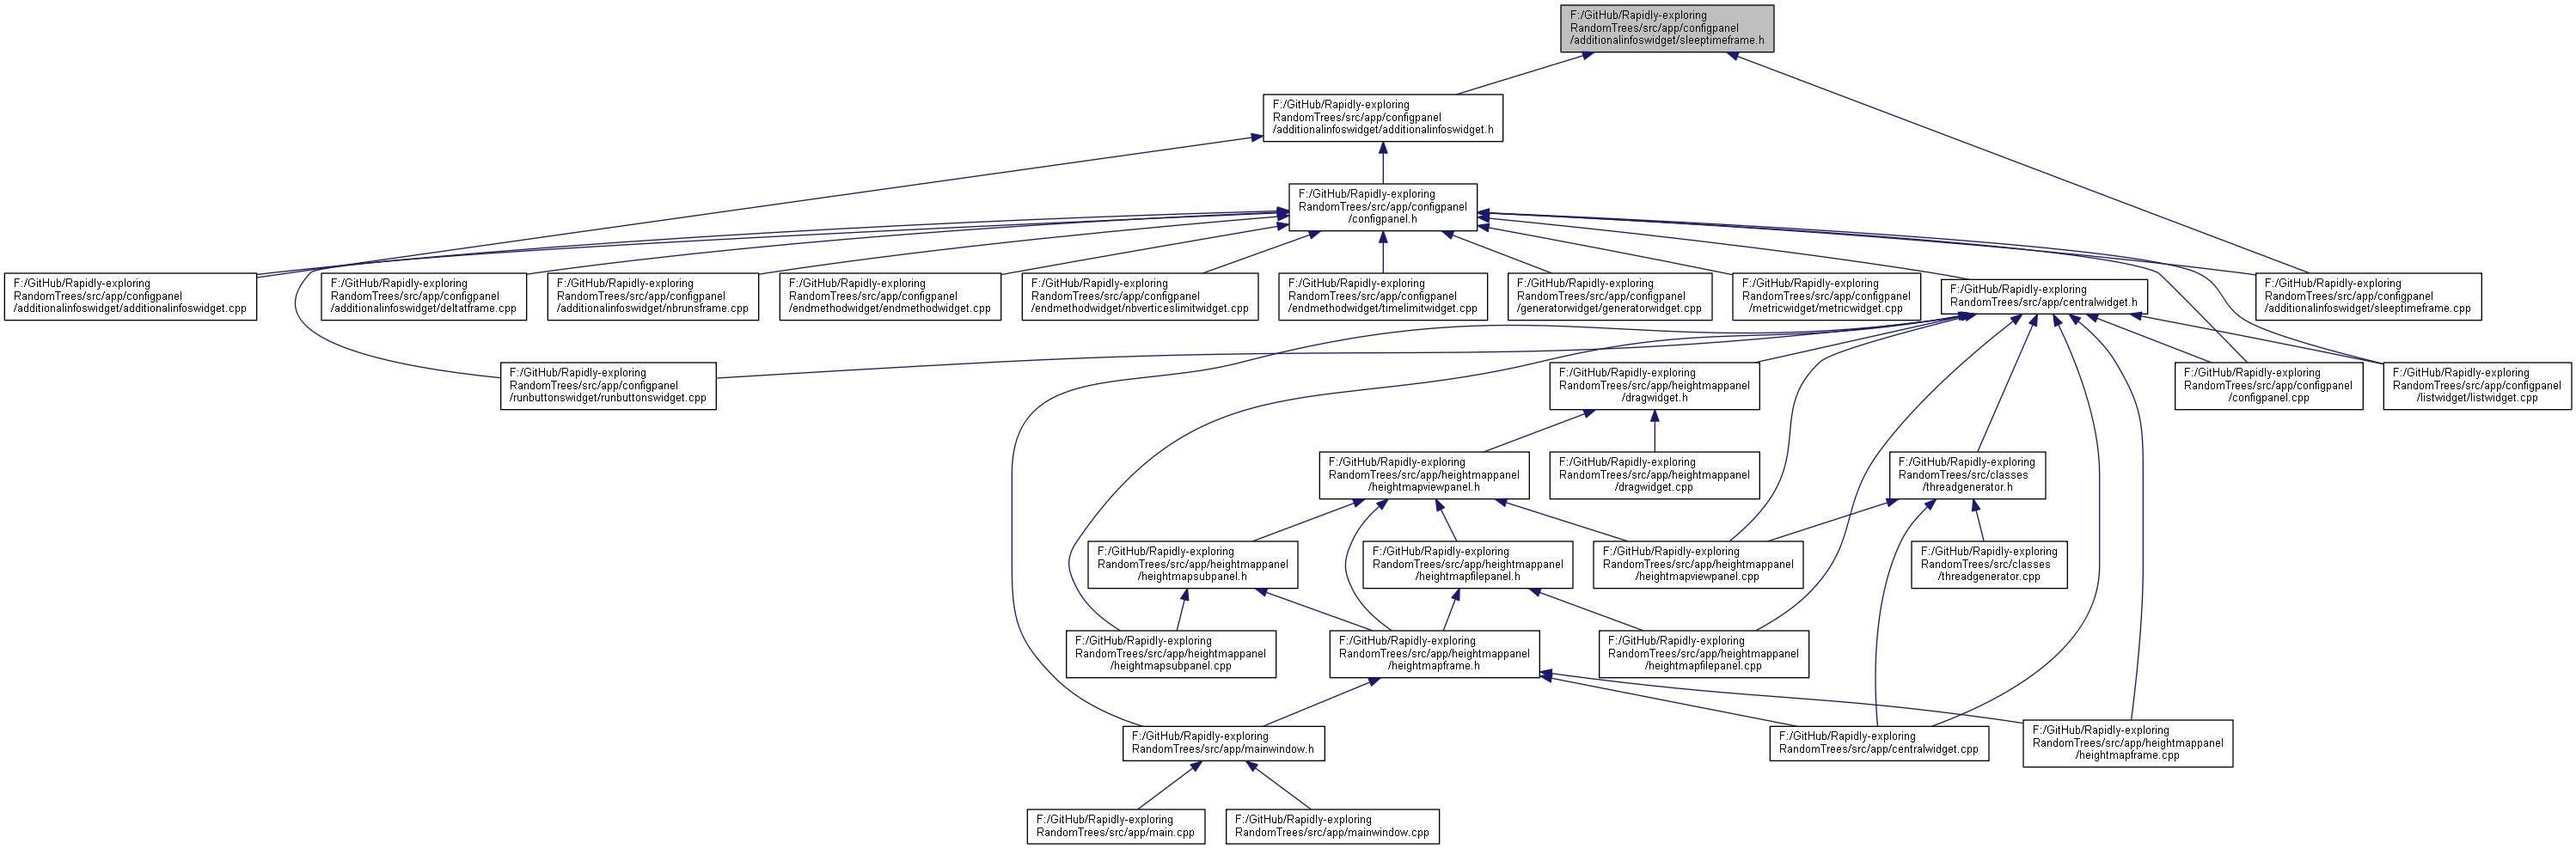 F:/GitHub/Rapidly-exploring
RandomTrees/src/app/configpanel
/additionalinfoswidget/sleeptimeframe.h
F:/GitHub/Rapidly-exploring
RandomTrees/src/app/configpanel
/additionalinfoswidget/additionalinfoswidget.h
F:/GitHub/Rapidly-exploring
RandomTrees/src/app/configpanel
/configpanel.h
F:/GitHub/Rapidly-exploring
RandomTrees/src/app/configpanel
/additionalinfoswidget/additionalinfoswidget.cpp
F:/GitHub/Rapidly-exploring
RandomTrees/src/app/configpanel
/additionalinfoswidget/deltatframe.cpp
F:/GitHub/Rapidly-exploring
RandomTrees/src/app/configpanel
/additionalinfoswidget/nbrunsframe.cpp
F:/GitHub/Rapidly-exploring
RandomTrees/src/app/configpanel
/endmethodwidget/endmethodwidget.cpp
F:/GitHub/Rapidly-exploring
RandomTrees/src/app/configpanel
/endmethodwidget/nbverticeslimitwidget.cpp
F:/GitHub/Rapidly-exploring
RandomTrees/src/app/configpanel
/endmethodwidget/timelimitwidget.cpp
F:/GitHub/Rapidly-exploring
RandomTrees/src/app/configpanel
/generatorwidget/generatorwidget.cpp
F:/GitHub/Rapidly-exploring
RandomTrees/src/app/configpanel
/metricwidget/metricwidget.cpp
F:/GitHub/Rapidly-exploring
RandomTrees/src/app/centralwidget.h
F:/GitHub/Rapidly-exploring
RandomTrees/src/app/configpanel
/additionalinfoswidget/sleeptimeframe.cpp
F:/GitHub/Rapidly-exploring
RandomTrees/src/app/configpanel
/runbuttonswidget/runbuttonswidget.cpp
F:/GitHub/Rapidly-exploring
RandomTrees/src/app/heightmappanel
/dragwidget.h
F:/GitHub/Rapidly-exploring
RandomTrees/src/app/configpanel
/configpanel.cpp
F:/GitHub/Rapidly-exploring
RandomTrees/src/app/configpanel
/listwidget/listwidget.cpp
F:/GitHub/Rapidly-exploring
RandomTrees/src/app/heightmappanel
/heightmapviewpanel.h
F:/GitHub/Rapidly-exploring
RandomTrees/src/app/heightmappanel
/dragwidget.cpp
F:/GitHub/Rapidly-exploring
RandomTrees/src/classes
/threadgenerator.h
F:/GitHub/Rapidly-exploring
RandomTrees/src/app/heightmappanel
/heightmapsubpanel.h
F:/GitHub/Rapidly-exploring
RandomTrees/src/app/heightmappanel
/heightmapfilepanel.h
F:/GitHub/Rapidly-exploring
RandomTrees/src/app/heightmappanel
/heightmapviewpanel.cpp
F:/GitHub/Rapidly-exploring
RandomTrees/src/classes
/threadgenerator.cpp
F:/GitHub/Rapidly-exploring
RandomTrees/src/app/heightmappanel
/heightmapsubpanel.cpp
F:/GitHub/Rapidly-exploring
RandomTrees/src/app/heightmappanel
/heightmapframe.h
F:/GitHub/Rapidly-exploring
RandomTrees/src/app/heightmappanel
/heightmapfilepanel.cpp
F:/GitHub/Rapidly-exploring
RandomTrees/src/app/mainwindow.h
F:/GitHub/Rapidly-exploring
RandomTrees/src/app/centralwidget.cpp
F:/GitHub/Rapidly-exploring
RandomTrees/src/app/heightmappanel
/heightmapframe.cpp
F:/GitHub/Rapidly-exploring
RandomTrees/src/app/main.cpp
F:/GitHub/Rapidly-exploring
RandomTrees/src/app/mainwindow.cpp